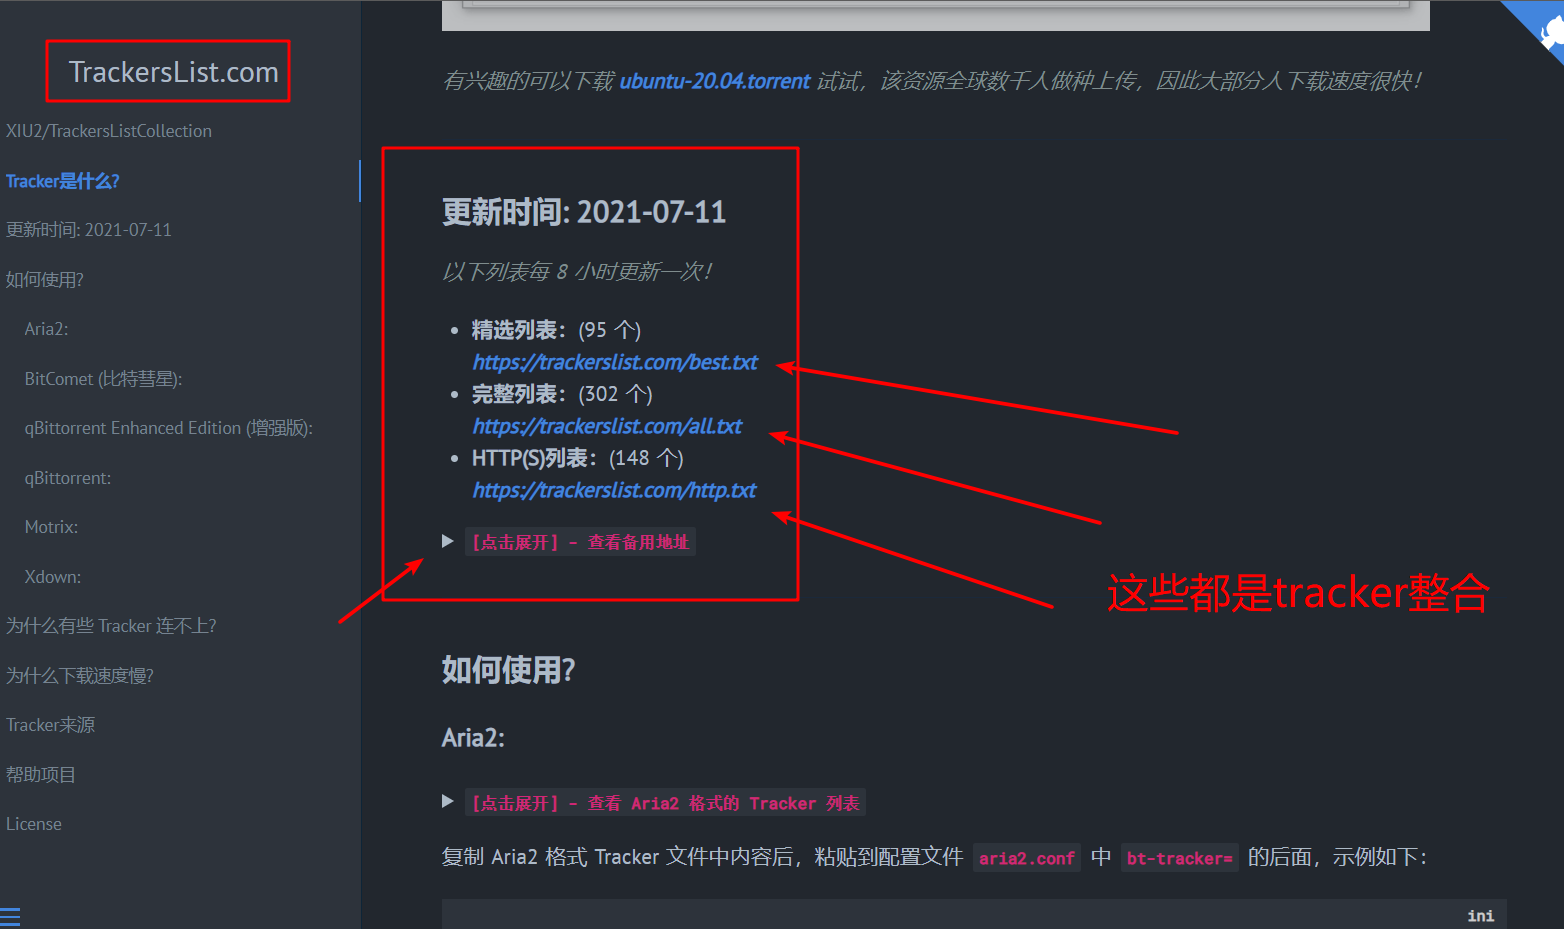 TrackersList.com
XIU2/TrackersListCollection
Tracker是什么?
更新时间: 2021-07-11
如何使用?
Aria2:
BitComet (比特彗星):
qBittorrent Enhanced Edition (增强版):
qBittorrent:
Motrix:
Xdown:
为什么有些 Tracker 连不上?
为什么下载速度慢?
Tracker来源
帮助项目
License
有兴趣的可以下载 ubuntu-20.04.torrent 试试，该资源全球数千人做种上传，因此大部分人下载速度很快！
更新时间: 2021-07-11
以下列表每 8 小时更新一次！
精选列表：(95 个)
https://trackerslist.com/best.txt
完整列表：(302 个)
https://trackerslist.com/all.txt
HTTP(S)列表：(148 个)
https://trackerslist.com/http.txt
[点击展开] - 查看备用地址
这些都是tracker整合
如何使用?
Aria2:
[点击展开] - 查看 Aria2 格式的 Tracker 列表
复制 Aria2 格式 Tracker 文件中内容后，粘贴到配置文件 aria2.conf 中 bt-tracker= 的后面，示例如下：
ini